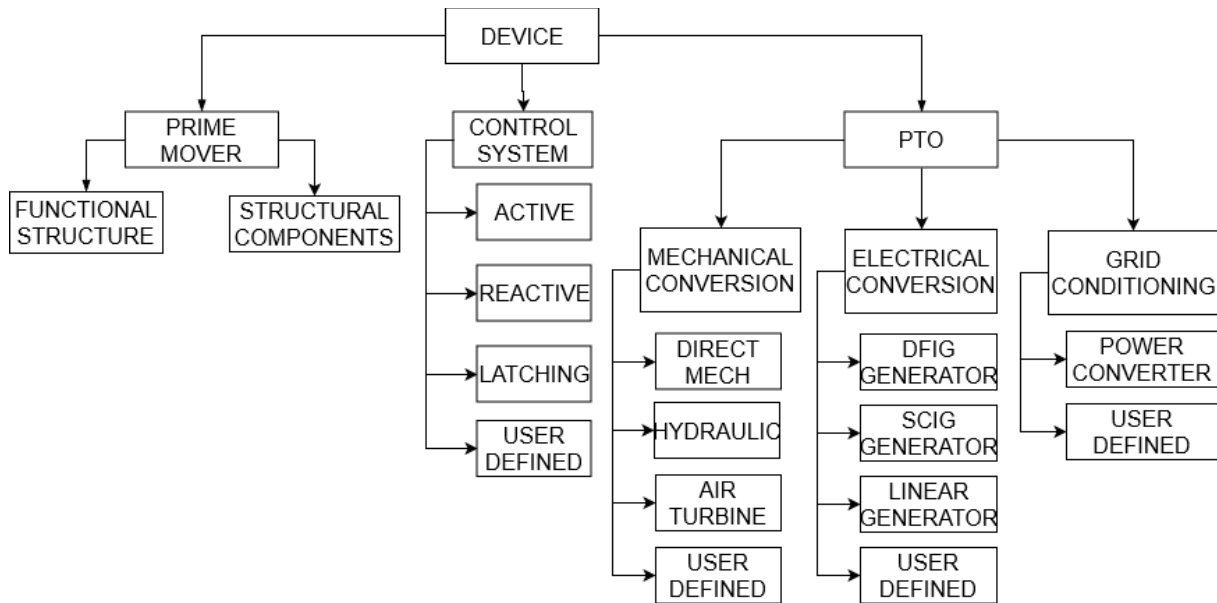 DEVICE
PRIME
MOVER
CONTROL
SYSTEM
PTO
FUNCTIONAL
STRUCTURE
STRUCTURAL
COMPONENTS
ACTIVE
REACTIVE
LATCHING
USER
DEFINED
MECHANICAL
CONVERSION
DIRECT
MECH
HYDRAULIC
AIR
TURBINE
USER
DEFINED
ELECTRICAL
CONVERSION
DFIG
GENERATOR
SCIG
GENERATOR
LINEAR
GENERATOR
USER
DEFINED
GRID
CONDITIONING
POWER
CONVERTER
USER
DEFINED